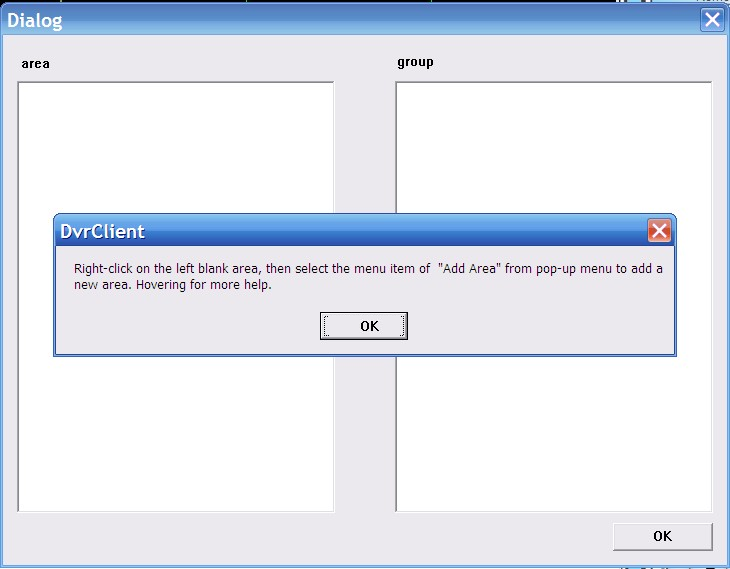 Dialog
area
group
DvrClient
Right-click on the left blank area, then select the menu item of  "Add Area" from pop-up menu to add a
new area. Hovering for more help.
OK
OK